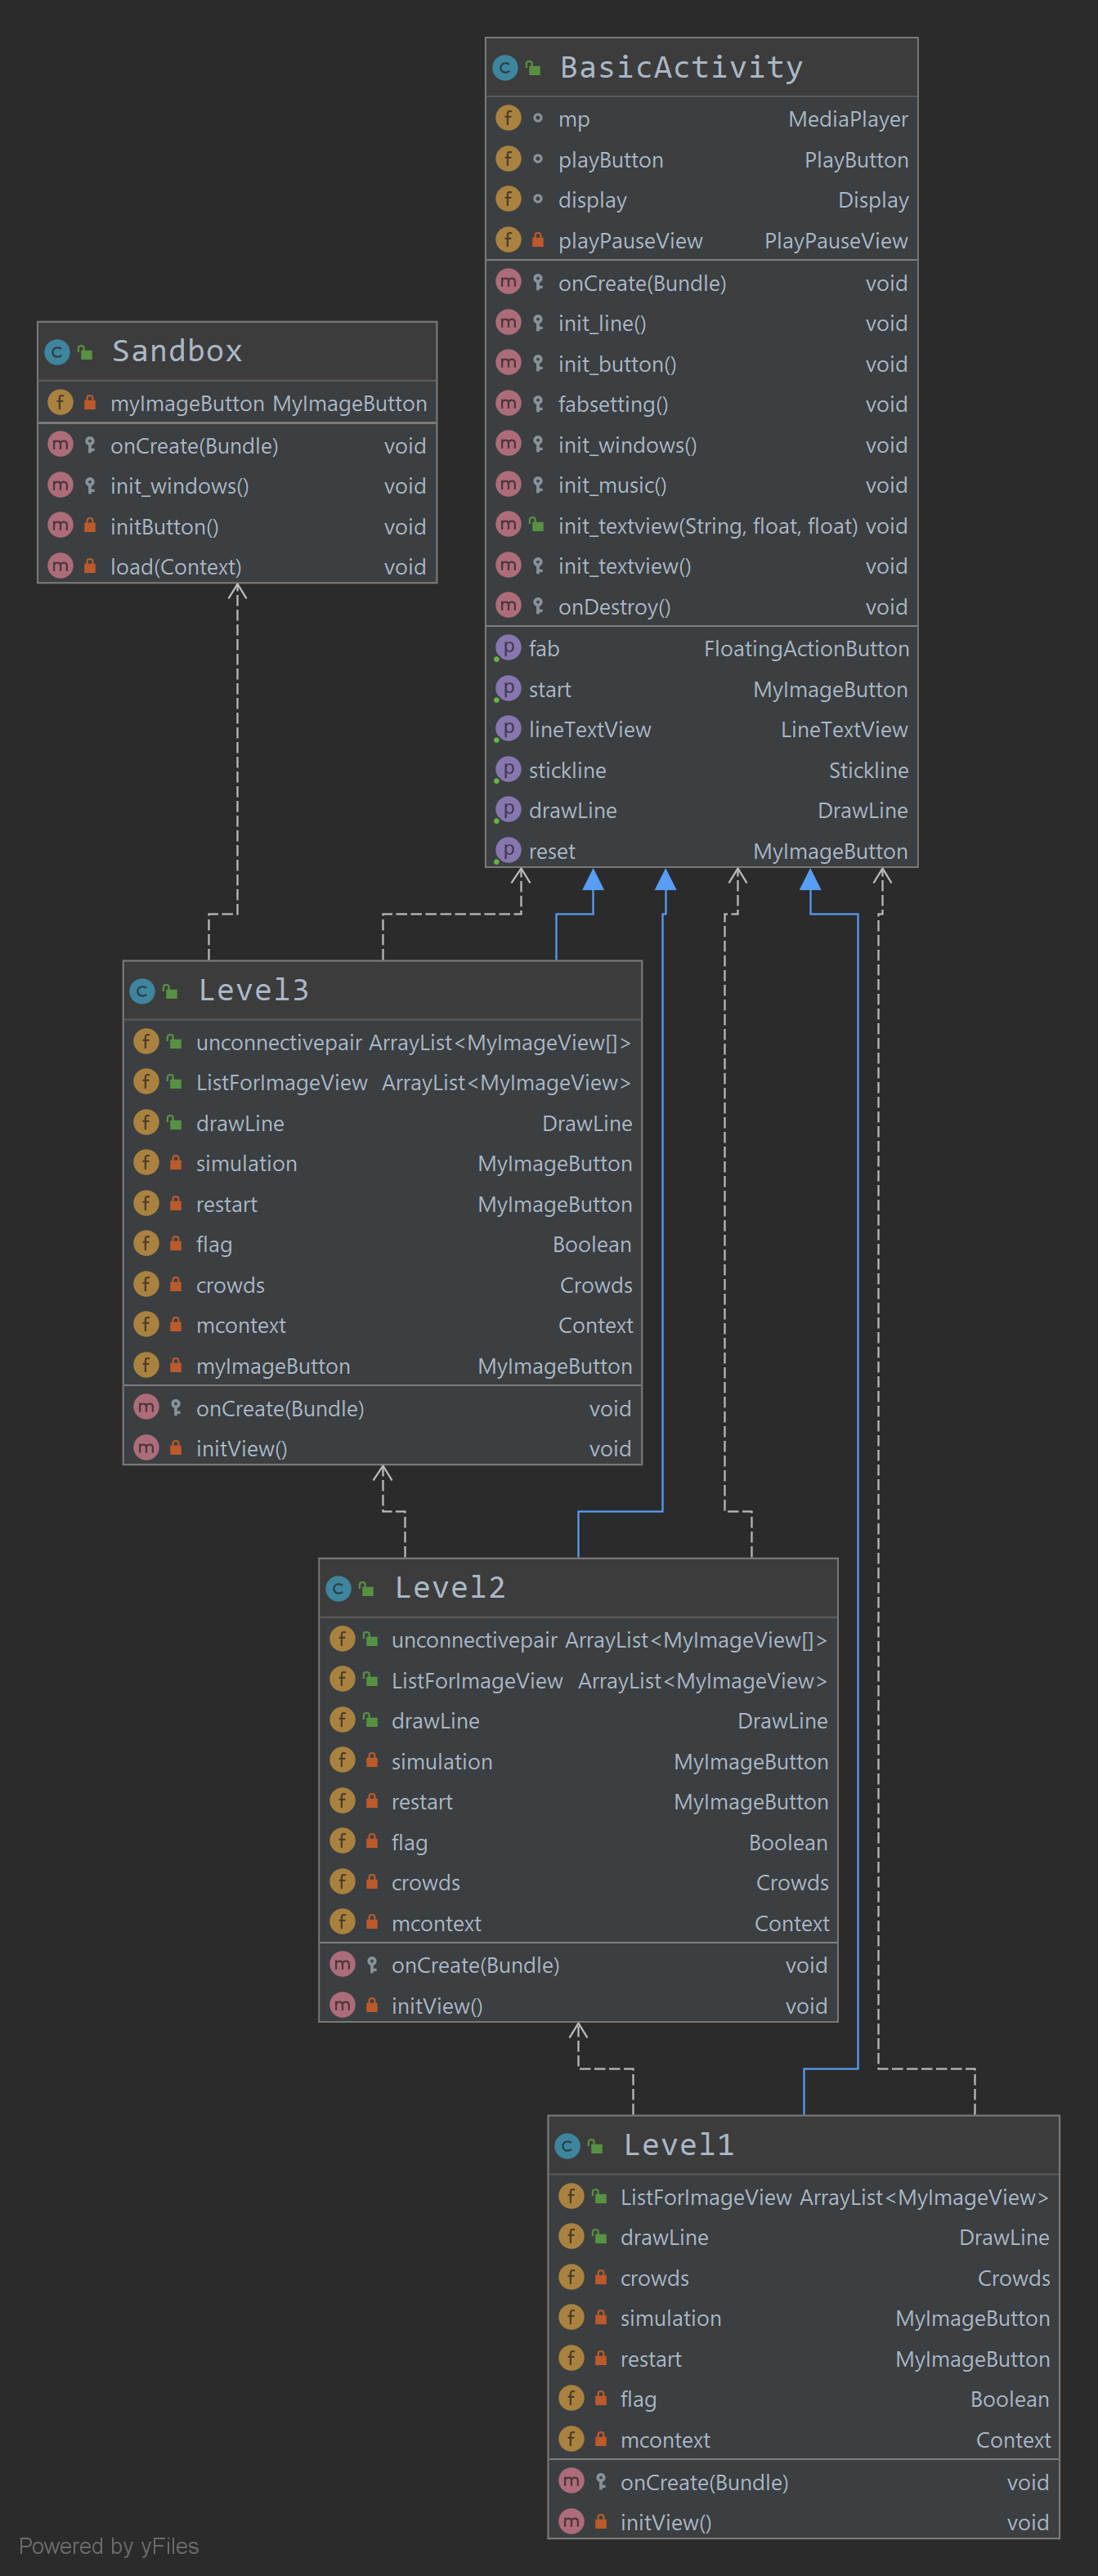 BasicActivity
mp MediaPlayer
playButton PlayButton
display Display
playPauseView PlayPauseView
onCreate(Bundle) void
init_line() void
init_button() void
fabsetting() void
init_windows() void
init_music() void
init_textview(String, float, float) void
init_textview() void
onDestroy() void
fab FloatingActionButton
start MyImageButton
lineTextView LineTextView
stickline Stickline
drawLine DrawLine
reset MyImageButton
Sandbox
myImageButton MyImageButton
onCreate(Bundle) void
init_windows() void
initButton() void
load(Context) void
Level3
unconnectivepair ArrayList<MyImageView[]>
ListForImageView ArrayList<MyImageView>
drawLine DrawLine
simulation MyImageButton
restart MyImageButton
flag Boolean
crowds Crowds
mcontext Context
myImageButton MyImageButton
onCreate(Bundle) void
initView() void
Level2
unconnectivepair ArrayList<MyImageView[]>
ListForImageView ArrayList<MyImageView>
drawLine DrawLine
simulation MyImageButton
restart MyImageButton
flag Boolean
crowds Crowds
mcontext Context
onCreate(Bundle) void
initView() void
Level1
ListForImageView ArrayList<MyImageView>
drawLine DrawLine
crowds Crowds
simulation MyImageButton
restart MyImageButton
flag Boolean
mcontext Context
onCreate(Bundle) void
initView() void
Powered by yFiles